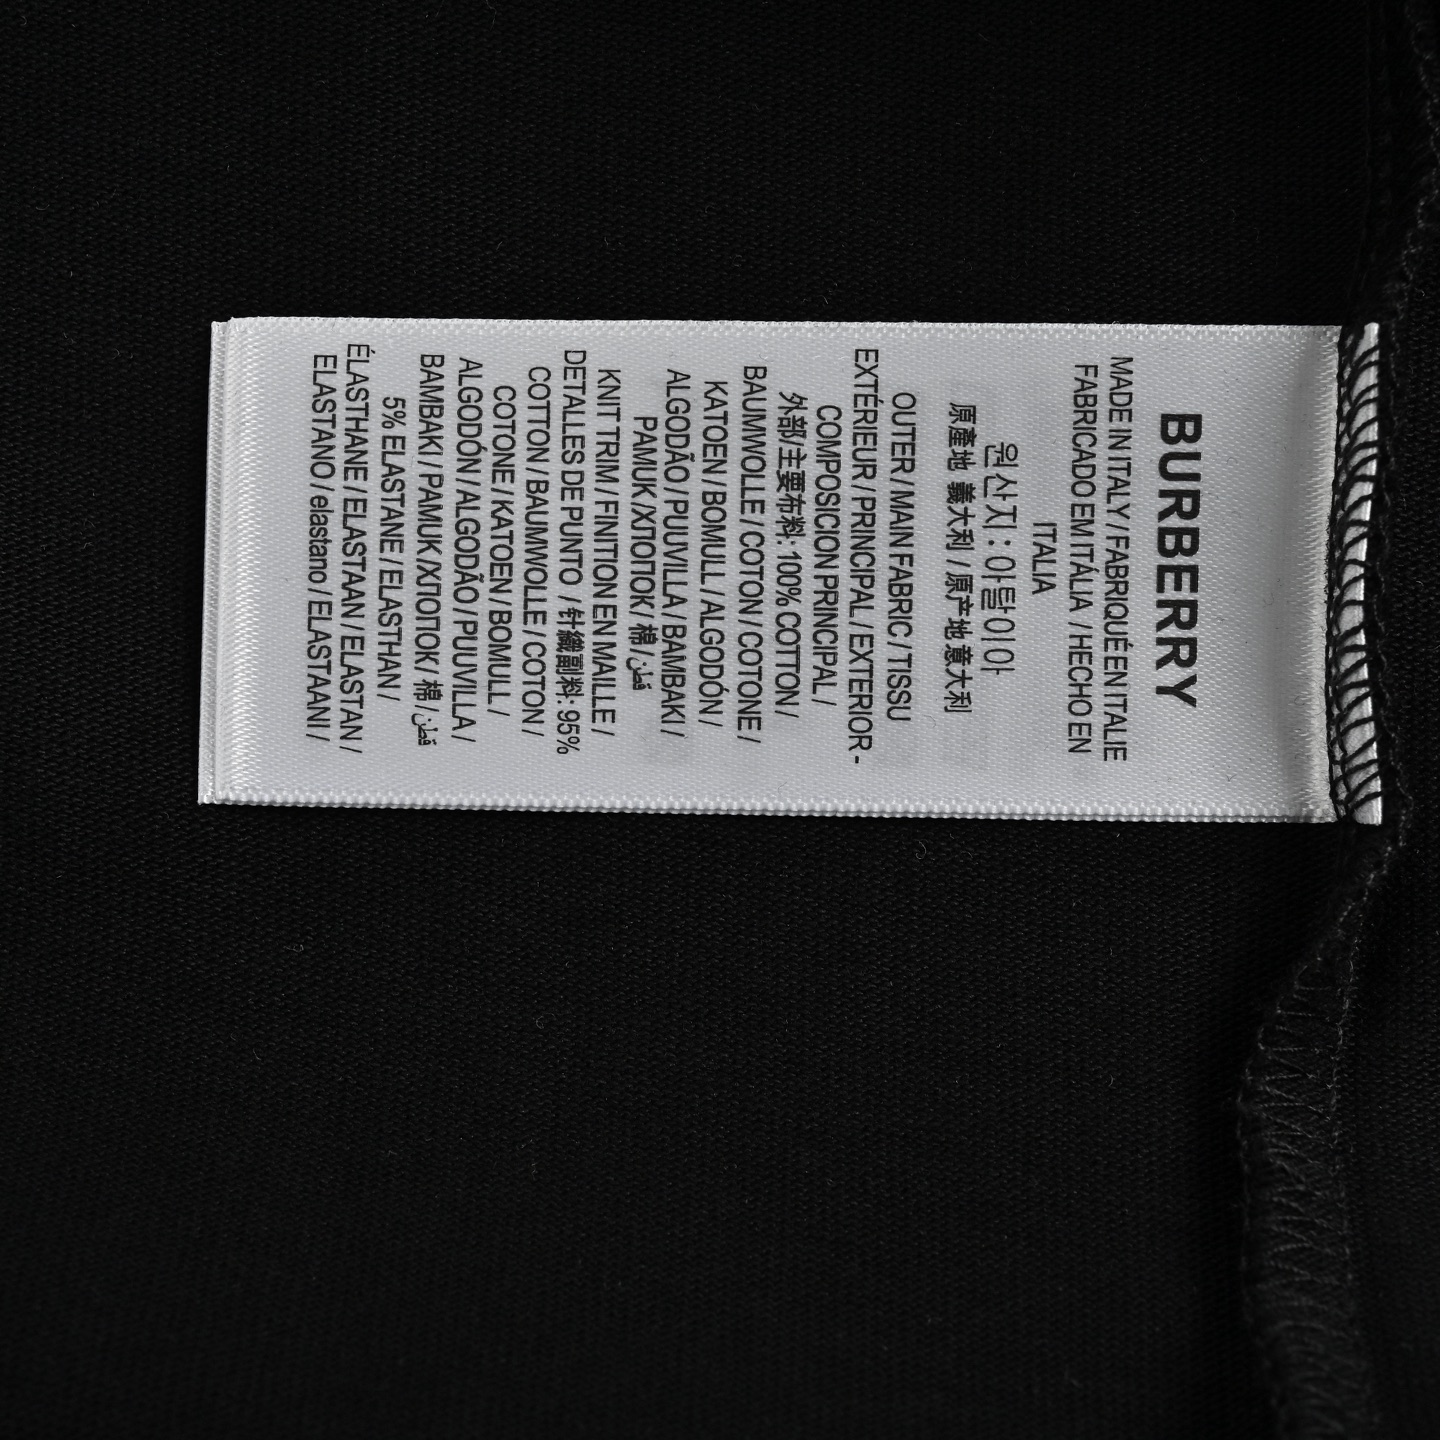 BURBERRY
MADE IN ITALY / FABRIQUÉ EN ITALIE
FABRICADO EM ITÁLIA / HECHO EN
ITALIA
원산지 : 이탈이아
原產地 義大利 / 原产地 意大利
OUTER / MAIN FABRIC / TISSU
EXTÉRIEUR / PRINCIPAL / EXTERIOR -
COMPOSICION PRINCIPAL /
外部/主要布料: 100% COTTON /
BAUMWOLLE / COTON / COTONE /
KATOEN / BOMULL / ALGODÓN /
ALGODÃO / PUUVILLA / BAMBAKI /
PAMUK /ХЛОПОК/ 棉 / قطن
KNIT TRIM / FINITION EN MAILLE /
DETALLES DE PUNTO / 针織副料: 95%
COTTON / BAUMWOLLE / COTON /
COTONE / KATOEN / BOMULL /
ALGODÓN / ALGODÃO / PUUVILLA /
BAMBAKI / PAMUK /ХЛОПОК/ 棉 / قطن
5% ELASTANE / ELASTHAN /
ÉLASTHANE / ELASTAAN / ELASTAN /
ELASTANO / elastano / ELASTAANI /